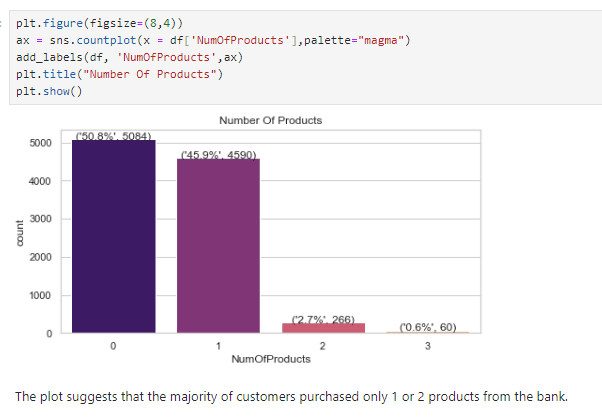 plt.figure(figsize=(8,4))
ax = sns.countplot(x = df['NumOfProducts'],palette="magma")
add_labels(df, 'NumOfProducts',ax)
plt.title("Number Of Products")
plt.show()
Number Of Products
('50.8%', 5084)
('45.9%', 4590)
('2.7%', 266)
('0.6%', 60)
5000
4000
3000
2000
1000
0
count
0 1 2 3
NumOfProducts
The plot suggests that the majority of customers purchased only 1 or 2 products from the bank.